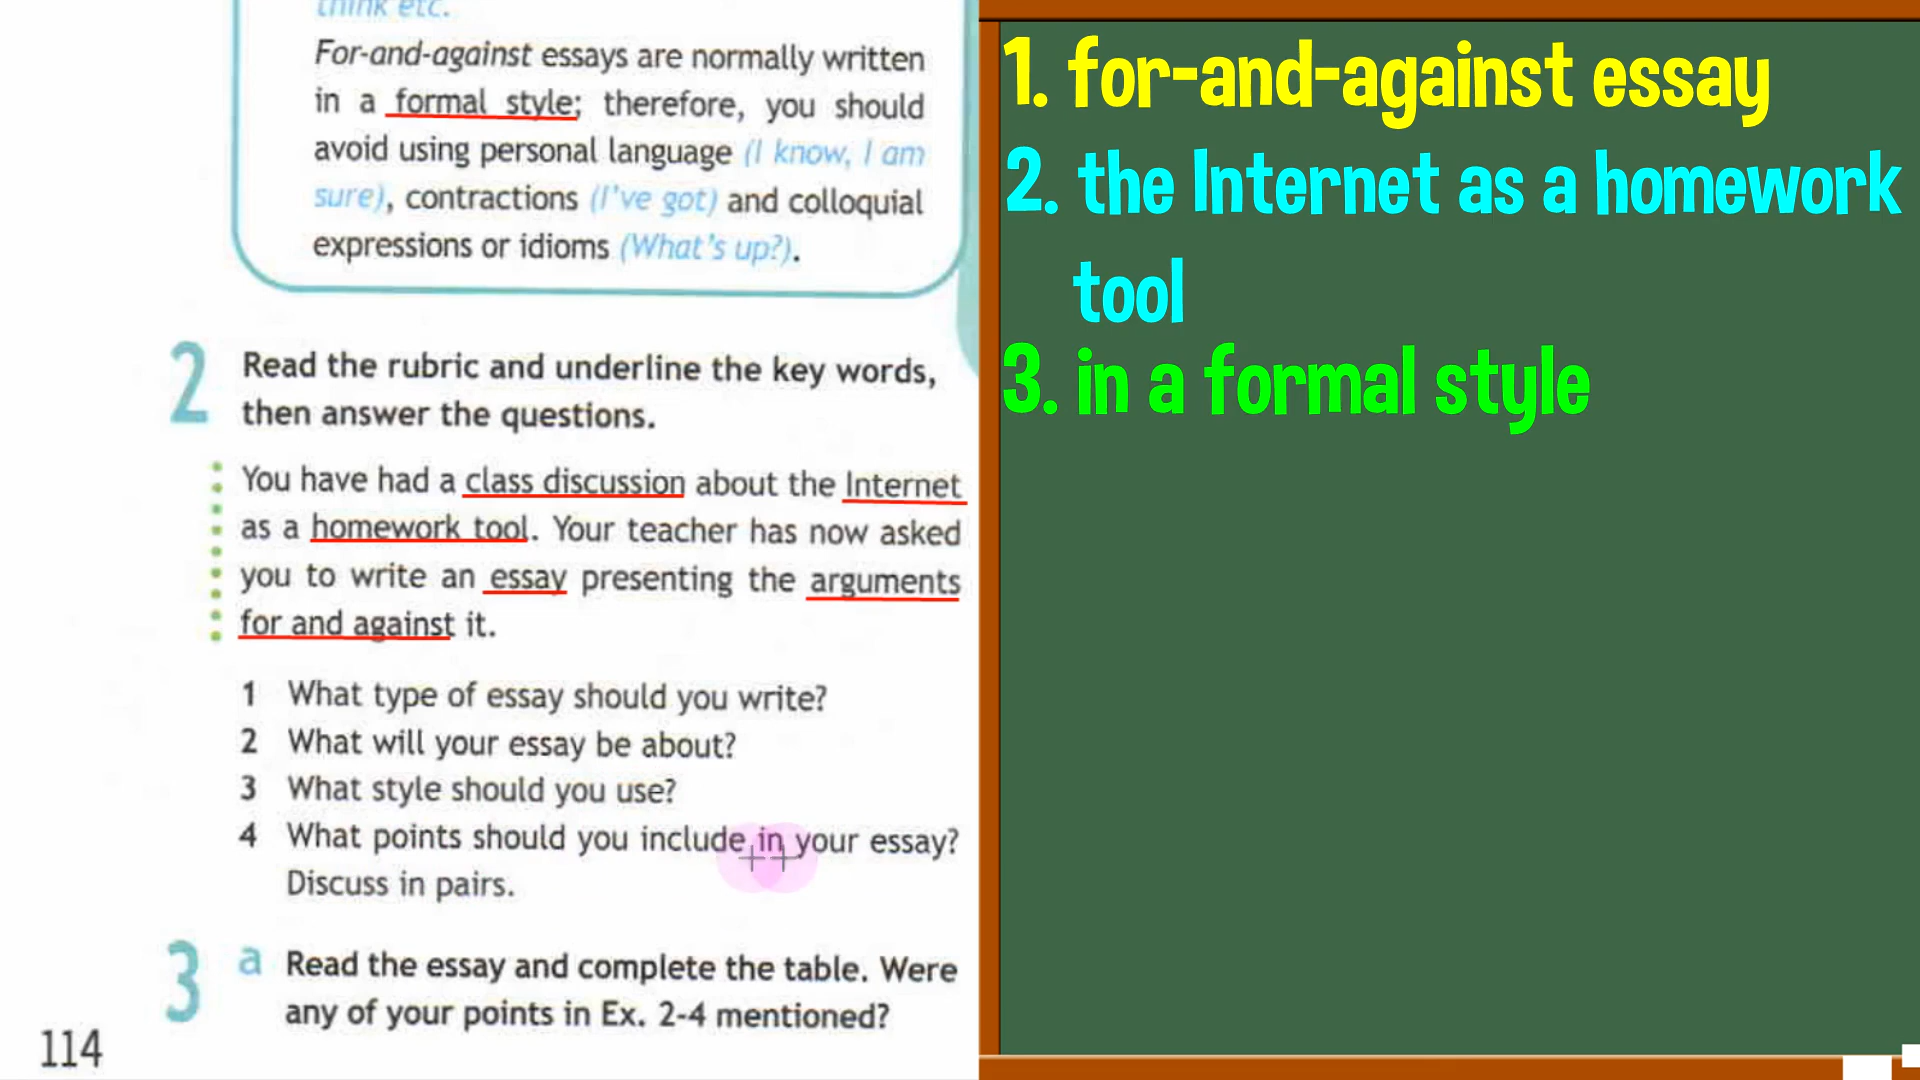 think etc.
For-and-against essays are normally written
in a formal style; therefore, you should
avoid using personal language (I know, I am
sure), contractions (I've got) and colloquial
expressions or idioms (What's up?).
2 Read the rubric and underline the key words,
then answer the questions.
You have had a class discussion about the Internet
as a homework tool. Your teacher has now asked
you to write an essay presenting the arguments
for and against it.
1 What type of essay should you write?
2 What will your essay be about?
3 What style should you use?
4 What points should you include in your essay?
Discuss in pairs.
3 a Read the essay and complete the table. Were
any of your points in Ex. 2-4 mentioned?
114
1. for-and-against essay
2. the Internet as a homework
tool
3. in a formal style